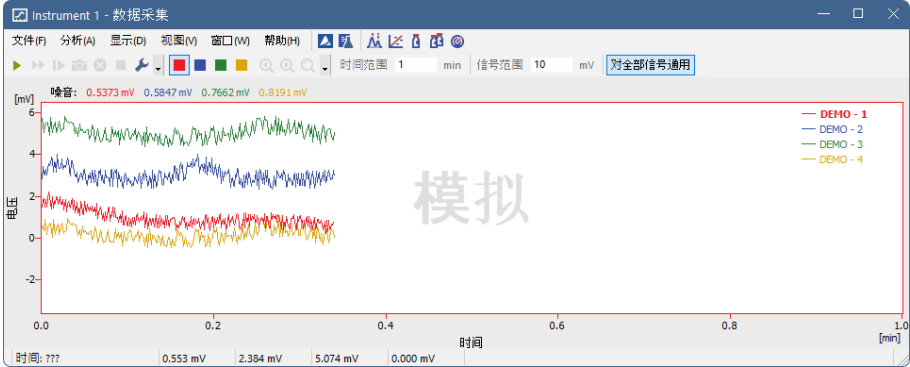 Instrument 1 - 数据采集
文件(F) 分析(A) 显示(D) 视图(V) 窗口(W) 帮助(H)
时间范围 1 min 信号范围 10 mV 对全部信号通用
噪音: 0.5373 mV 0.5847 mV 0.7662 mV 0.8191 mV
[mV]
6
4
2
0
-2
电压
DEMO - 1
DEMO - 2
DEMO - 3
DEMO - 4
模拟
0.0 0.2 0.4 0.6 0.8 1.0
时间
[min]
时间: ??? 0.553 mV 2.384 mV 5.074 mV 0.000 mV